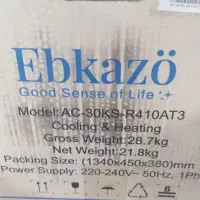 Ebkazö
Good Sense of Life
Model: AC-30KS-R410AT3
Cooling & Heating
Gross Weight: 28.7kg
Net Weight: 21.8kg
Packing Size: (1340x450x380)mm
Power Supply: 220-240V~ 50Hz, 1Ph
8